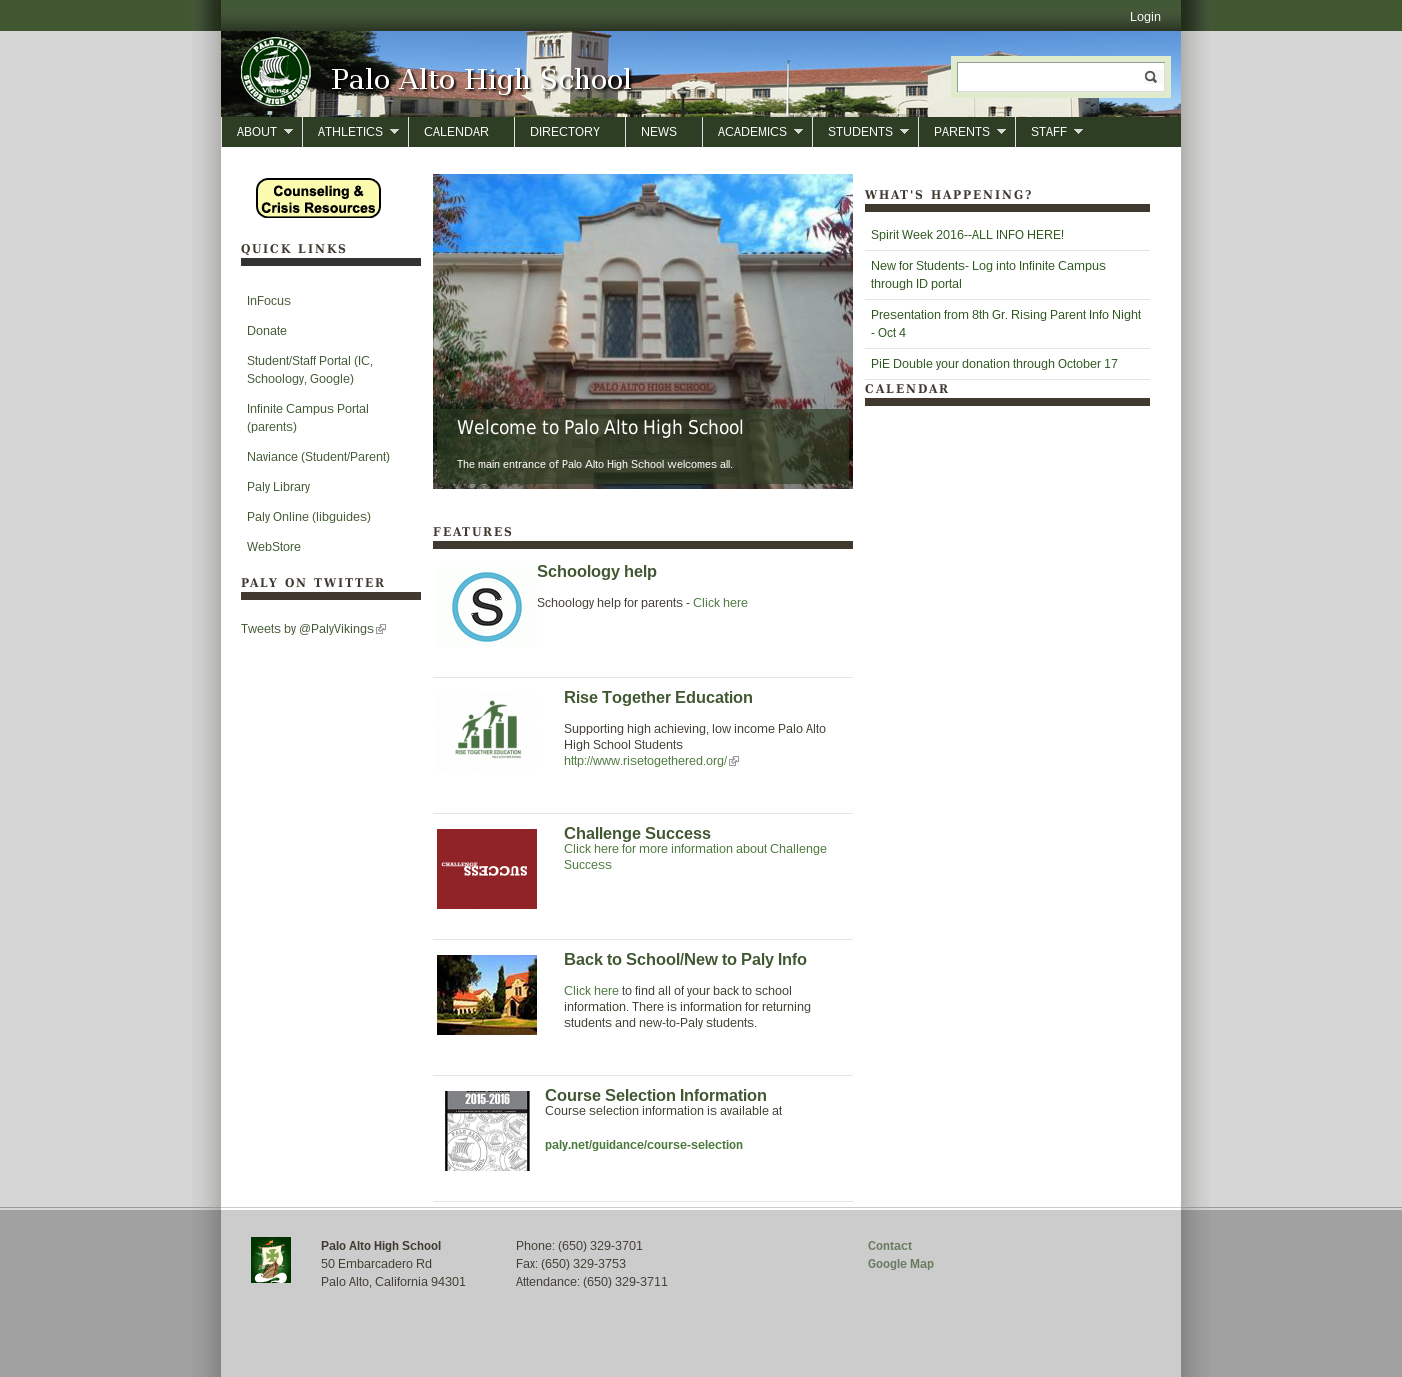 Login
PALO ALTO
Vikings
SENIOR HIGH SCHOOL
Palo Alto High School
ABOUT
ATHLETICS
CALENDAR
DIRECTORY
NEWS
ACADEMICS
STUDENTS
PARENTS
STAFF
Counseling &
Crisis Resources
QUICK LINKS
InFocus
Donate
Student/Staff Portal (IC,
Schoology, Google)
Infinite Campus Portal
(parents)
Naviance (Student/Parent)
Paly Library
Paly Online (libguides)
WebStore
PALY ON TWITTER
Tweets by @PalyVikings
PALO ALTO HIGH SCHOOL
Welcome to Palo Alto High School
The main entrance of Palo Alto High School welcomes all.
FEATURES
S
Schoology help
Schoology help for parents - Click here
RISE TOGETHER EDUCATION
Rise Together Education
Supporting high achieving, low income Palo Alto
High School Students
http://www.risetogethered.org/
CHALLENGE
SUCCESS
Challenge Success
Click here for more information about Challenge
Success
Back to School/New to Paly Info
Click here to find all of your back to school
information. There is information for returning
students and new-to-Paly students.
2015-2016
Course Selection Information
Course selection information is available at
paly.net/guidance/course-selection
WHAT'S HAPPENING?
Spirit Week 2016--ALL INFO HERE!
New for Students- Log into Infinite Campus
through ID portal
Presentation from 8th Gr. Rising Parent Info Night
- Oct 4
PiE Double your donation through October 17
CALENDAR
Palo Alto High School
50 Embarcadero Rd
Palo Alto, California 94301
Phone: (650) 329-3701
Fax: (650) 329-3753
Attendance: (650) 329-3711
Contact
Google Map